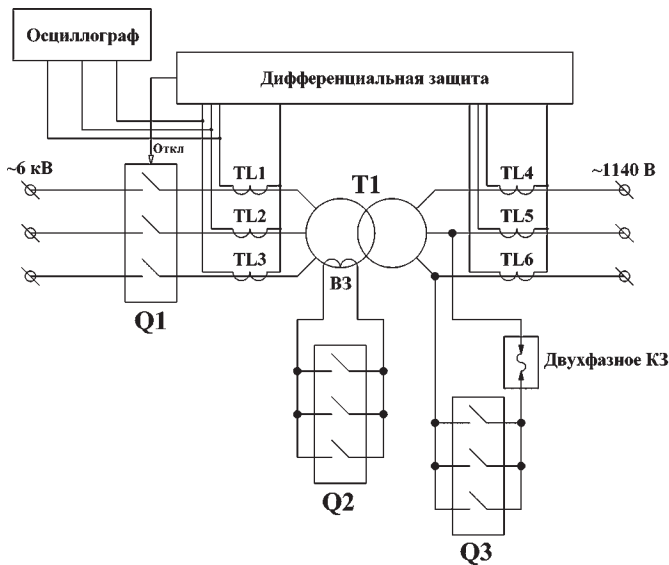 Осциллограф
Дифференциальная защита
Откл
~6 кВ
TL1
T1
TL4
~1140 В
TL2
TL5
TL3
ВЗ
TL6
Q1
Двухфазное КЗ
Q2
Q3